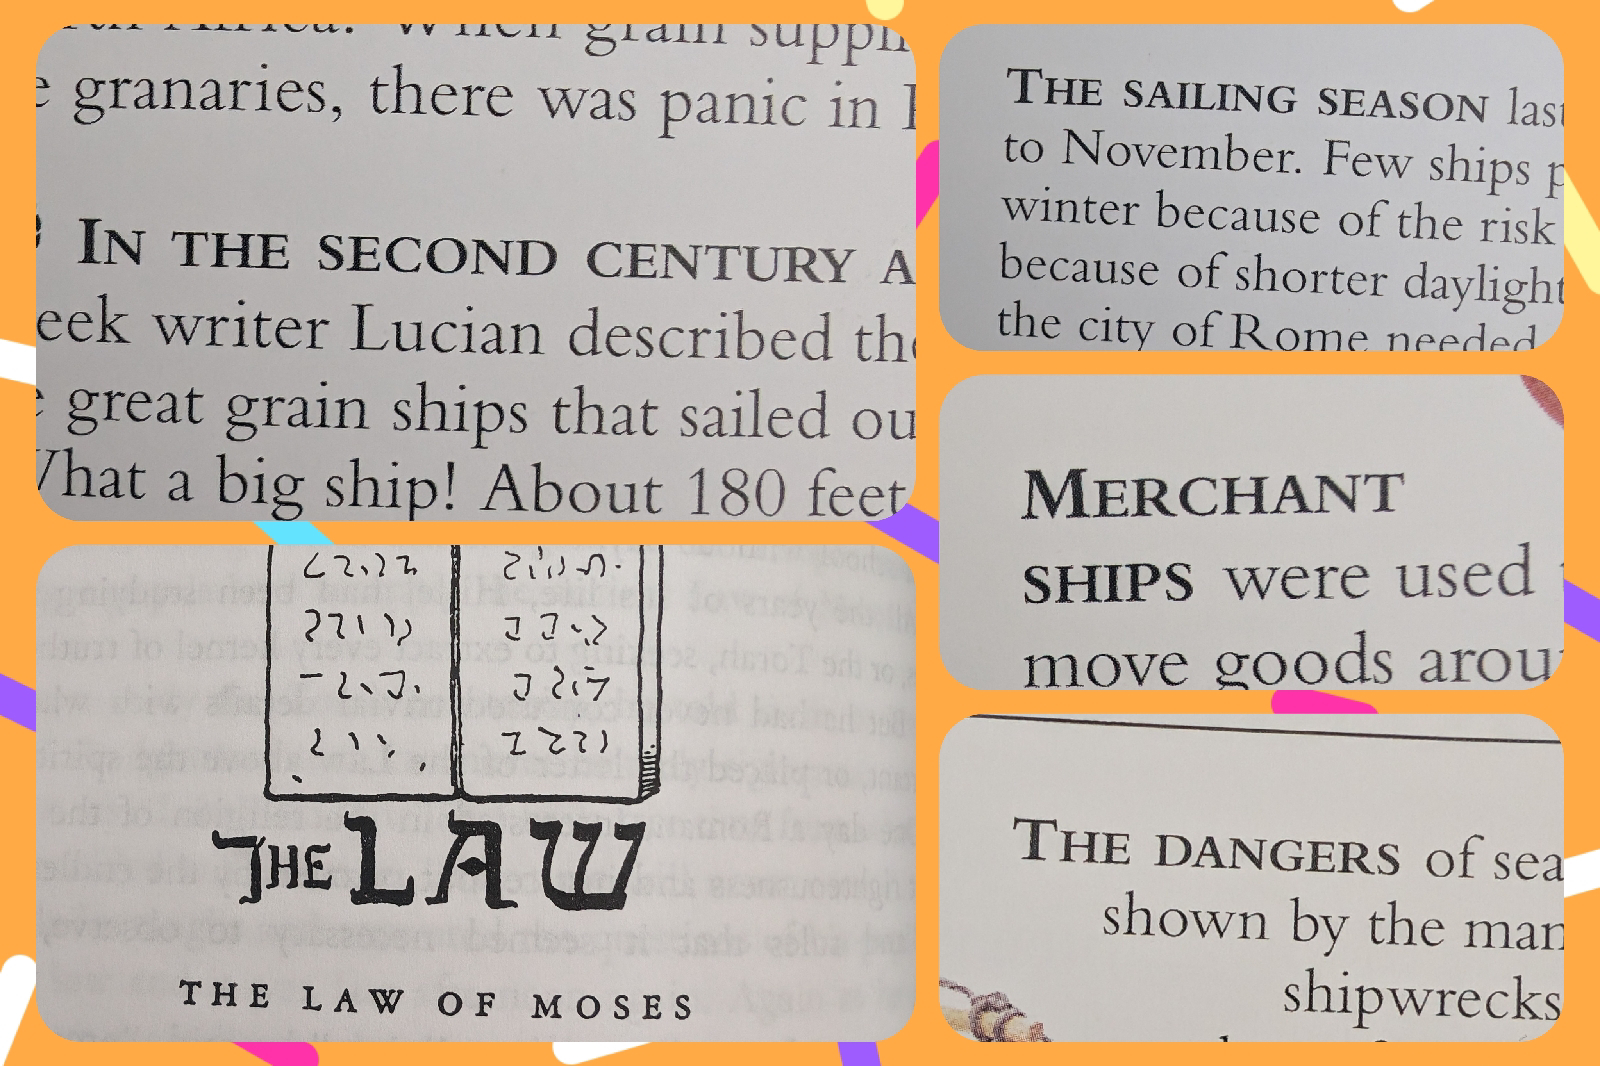 granaries, there was panic in
IN THE SECOND CENTURY A
eek writer Lucian described the
great grain ships that sailed ou
What a big ship! About 180 feet
THE LAW
THE LAW OF MOSES
THE SAILING SEASON last
to November. Few ships p
winter because of the risk
because of shorter daylight
the city of Rome needed
MERCHANT
SHIPS were used
move goods arou
THE DANGERS of sea
shown by the man
shipwrecks